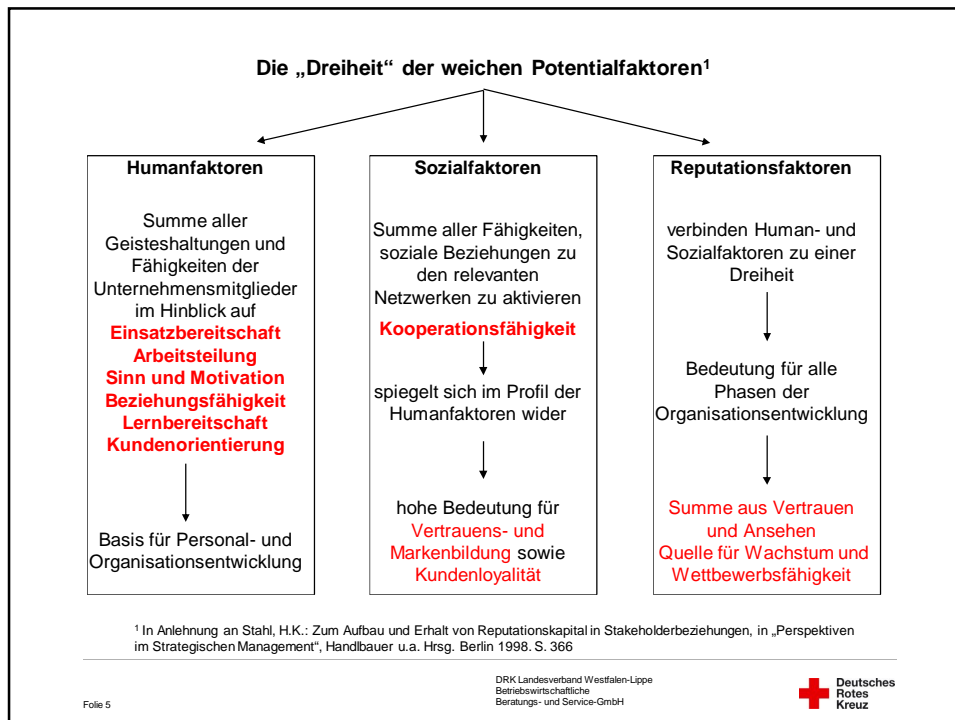 Die „Dreiheit“ der weichen Potentialfaktoren¹
Humanfaktoren
Summe aller
Geisteshaltungen und
Fähigkeiten der
Unternehmensmitglieder
im Hinblick auf
Einsatzbereitschaft
Arbeitsteilung
Sinn und Motivation
Beziehungsfähigkeit
Lernbereitschaft
Kundenorientierung
Basis für Personal- und
Organisationsentwicklung
Sozialfaktoren
Summe aller Fähigkeiten,
soziale Beziehungen zu
den relevanten
Netzwerken zu aktivieren
Kooperationsfähigkeit
spiegelt sich im Profil der
Humanfaktoren wider
hohe Bedeutung für
Vertrauens- und
Markenbildung sowie
Kundenloyalität
Reputationsfaktoren
verbinden Human- und
Sozialfaktoren zu einer
Dreiheit
Bedeutung für alle
Phasen der
Organisationsentwicklung
Summe aus Vertrauen
und Ansehen
Quelle für Wachstum und
Wettbewerbsfähigkeit
¹ In Anlehnung an Stahl, H.K.: Zum Aufbau und Erhalt von Reputationskapital in Stakeholderbeziehungen, in „Perspektiven
im Strategischen Management“, Handlbauer u.a. Hrsg. Berlin 1998. S. 366
Folie 5
DRK Landesverband Westfalen-Lippe
Betriebswirtschaftliche
Beratungs- und Service-GmbH
Deutsches
Rotes
Kreuz